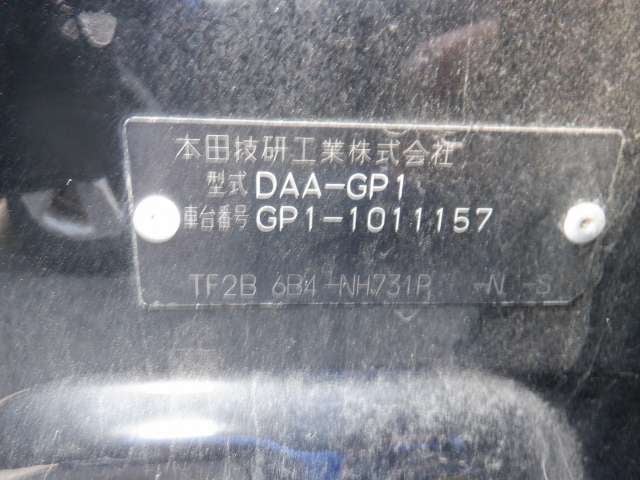 本田技研工業株式会社
型式 DAA-GP1
車台番号 GP1-1011157
TF2B 6B4-NH731P -N -S